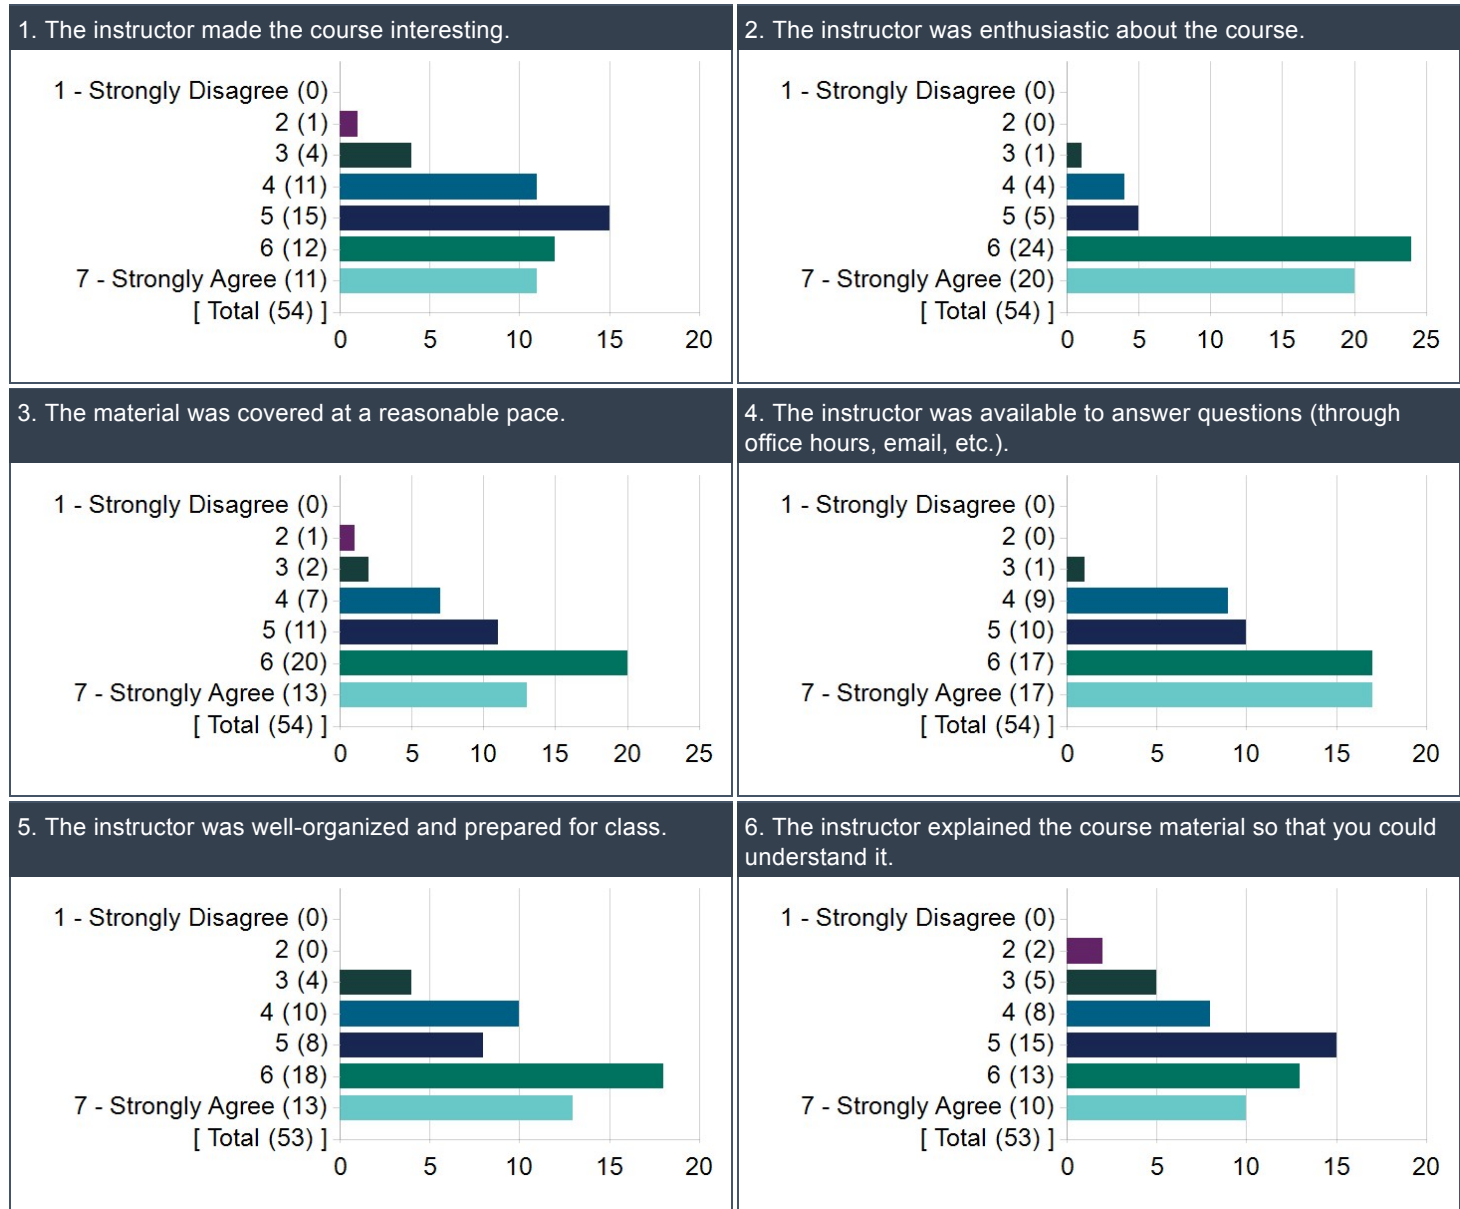 1. The instructor made the course interesting.
1 - Strongly Disagree (0)
2 (1)
3 (4)
4 (11)
5 (15)
6 (12)
7 - Strongly Agree (11)
[ Total (54) ]
0 5 10 15 20
2. The instructor was enthusiastic about the course.
1 - Strongly Disagree (0)
2 (0)
3 (1)
4 (4)
5 (5)
6 (24)
7 - Strongly Agree (20)
[ Total (54) ]
0 5 10 15 20 25
3. The material was covered at a reasonable pace.
1 - Strongly Disagree (0)
2 (1)
3 (2)
4 (7)
5 (11)
6 (20)
7 - Strongly Agree (13)
[ Total (54) ]
0 5 10 15 20 25
4. The instructor was available to answer questions (through
office hours, email, etc.).
1 - Strongly Disagree (0)
2 (0)
3 (1)
4 (9)
5 (10)
6 (17)
7 - Strongly Agree (17)
[ Total (54) ]
0 5 10 15 20
5. The instructor was well-organized and prepared for class.
1 - Strongly Disagree (0)
2 (0)
3 (4)
4 (10)
5 (8)
6 (18)
7 - Strongly Agree (13)
[ Total (53) ]
0 5 10 15 20
6. The instructor explained the course material so that you could
understand it.
1 - Strongly Disagree (0)
2 (2)
3 (5)
4 (8)
5 (15)
6 (13)
7 - Strongly Agree (10)
[ Total (53) ]
0 5 10 15 20